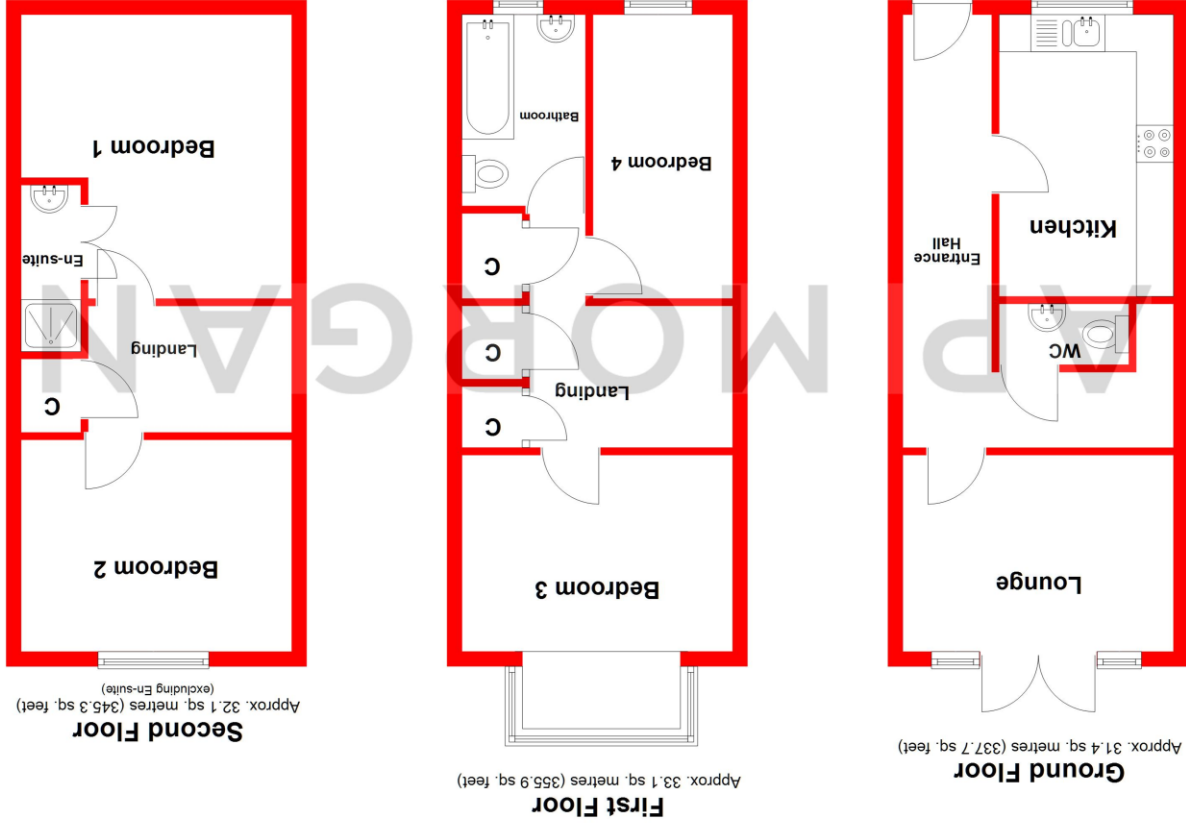 Ground Floor
Approx. 31.4 sq. metres (337.7 sq. feet)
Lounge
WC
Entrance
Hall
Kitchen
First Floor
Approx. 33.1 sq. metres (355.9 sq. feet)
Bedroom 3
Landing
C
C
C
Bedroom 4
Bathroom
Second Floor
Approx. 32.1 sq. metres (345.3 sq. feet)
(excluding En-suite)
Bedroom 2
C
Landing
En-suite
Bedroom 1
AP MORGAN